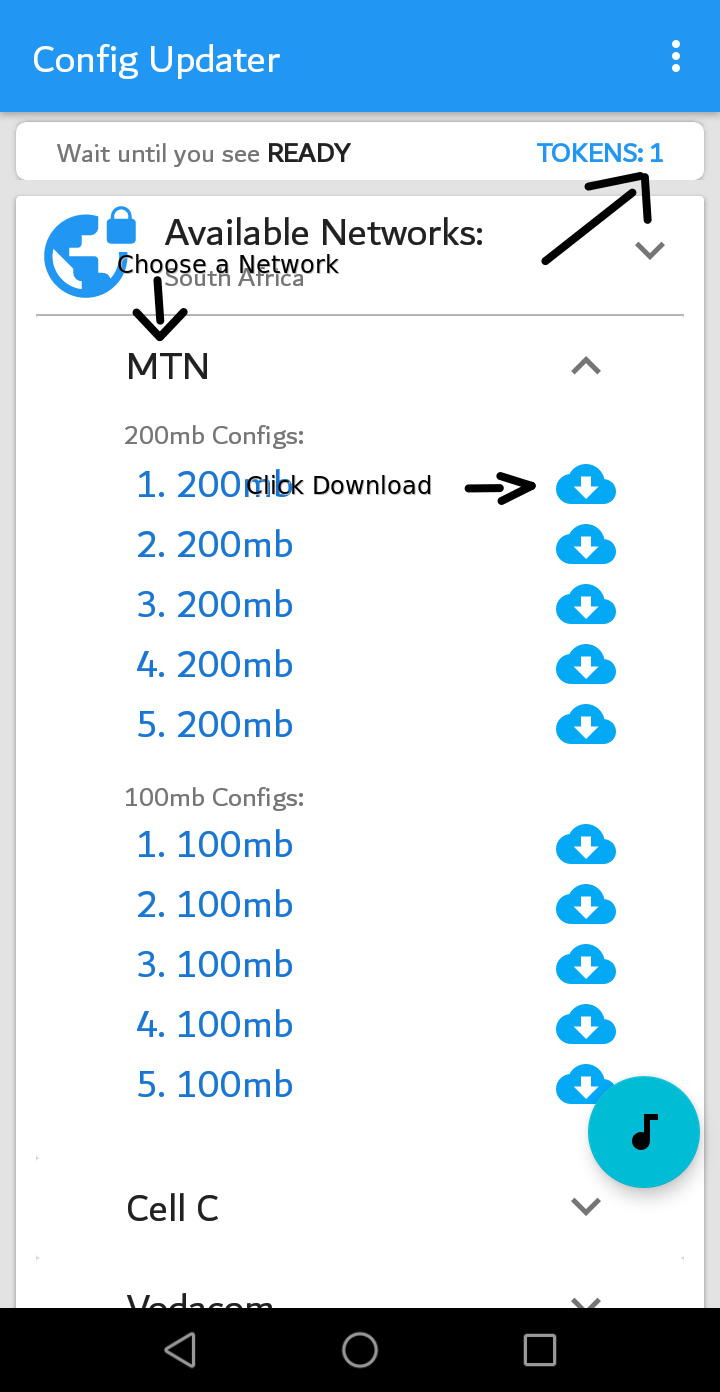 Config Updater
Wait until you see READY
TOKENS: 1
Available Networks:
Choose a Network
South Africa
MTN
200mb Configs:
1. 200mb
Click Download
2. 200mb
3. 200mb
4. 200mb
5. 200mb
100mb Configs:
1. 100mb
2. 100mb
3. 100mb
4. 100mb
5. 100mb
Cell C
Vodacom